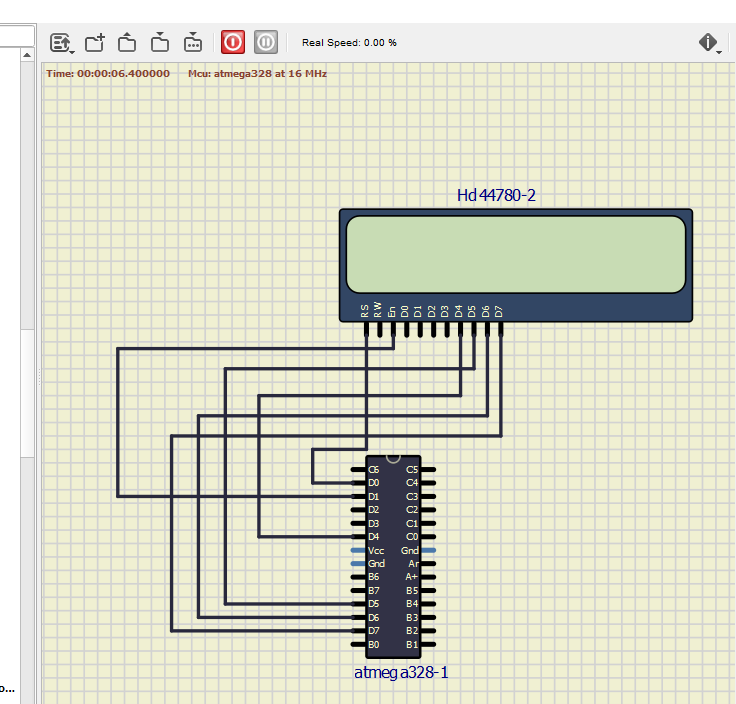 Real Speed: 0.00 %
Time: 00:00:06.400000 Mcu: atmega328 at 16 MHz
Hd44780-2
RS RW En D0 D1 D2 D3 D4 D5 D6 D7
C6 C5
D0 C4
D1 C3
D2 C2
D3 C1
D4 C0
Vcc Gnd
Gnd Ar
B6 A+
B7 B5
D5 B4
D6 B3
D7 B2
B0 B1
atmega328-1
o...